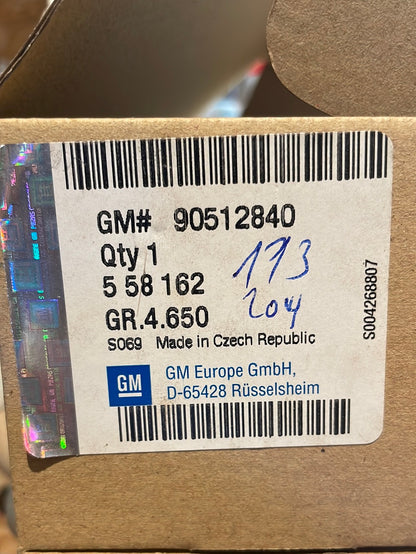 GM# 90512840
Qty 1
5 58 162
GR.4.650
S069 Made in Czech Republic
GM
GM Europe GmbH,
D-65428 Rüsselsheim
S004268807
173
204